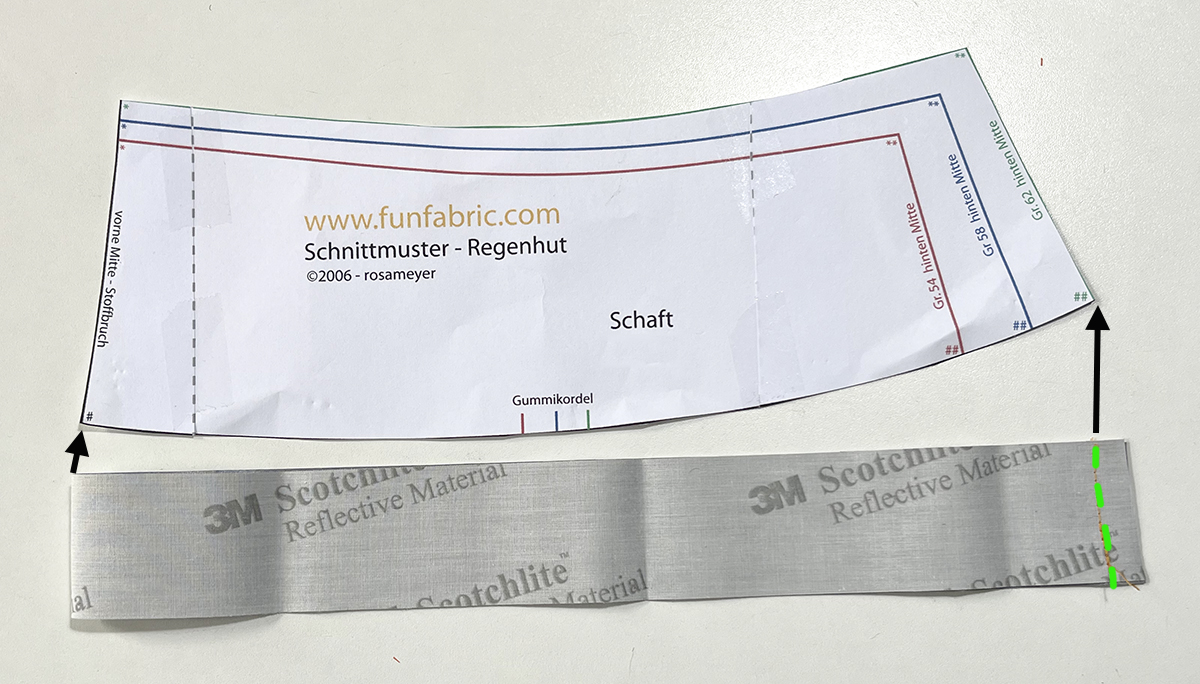 *
*
*
**
**
**
vorne Mitte - Stoffbruch
www.funfabric.com
Schnittmuster - Regenhut
©2006 - rosameyer
Schaft
Gr.54 hinten Mitte
Gr 58 hinten Mitte
Gr.62 hinten Mitte
##
##
##
Gummikordel
#
3M Scotchlite
Reflective Material
3M Scotchlite
Reflective Material
Scotchlite™
Material
Scotchlite